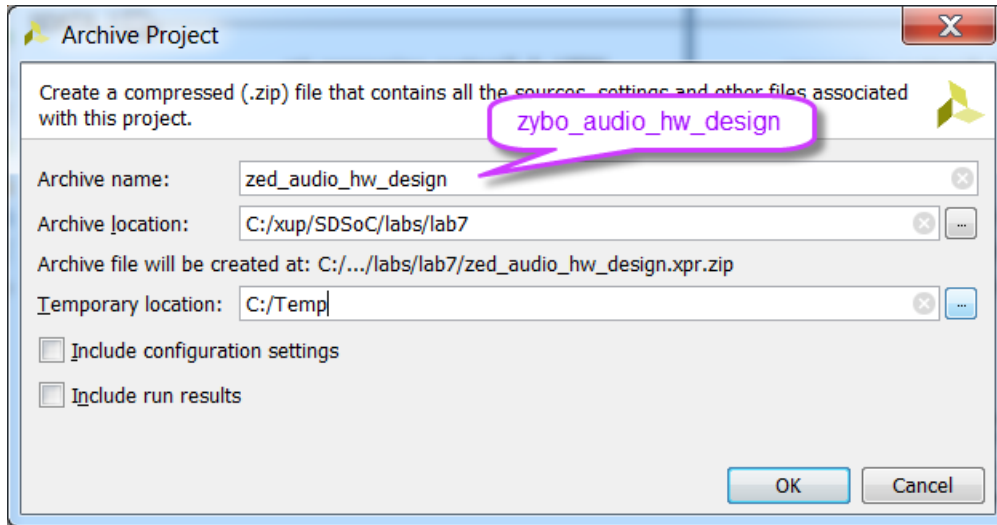 Archive Project
Create a compressed (.zip) file that contains all the sources, settings and other files associated
with this project.
zybo_audio_hw_design
Archive name: zed_audio_hw_design
Archive location: C:/xup/SDSoC/labs/lab7 ...
Archive file will be created at: C:/.../labs/lab7/zed_audio_hw_design.xpr.zip
Temporary location: C:/Temp ...
Include configuration settings
Include run results
OK Cancel